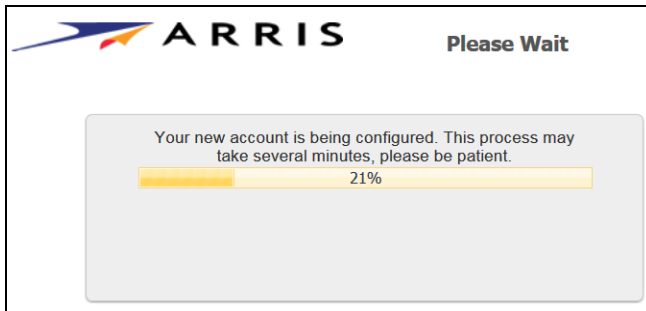 ARRIS
Please Wait
Your new account is being configured. This process may
take several minutes, please be patient.
21%